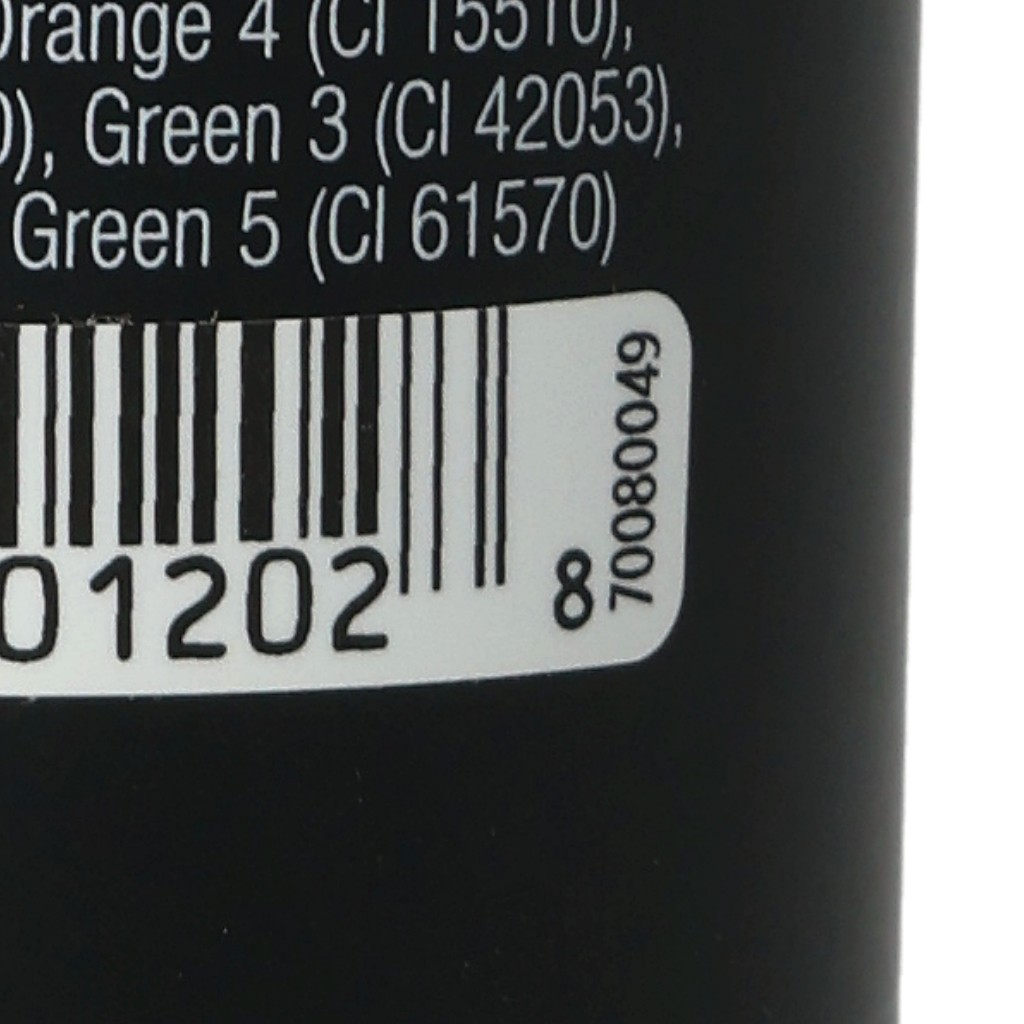 Orange 4 (CI 15510),
), Green 3 (CI 42053),
Green 5 (CI 61570)
01202 8
70080049